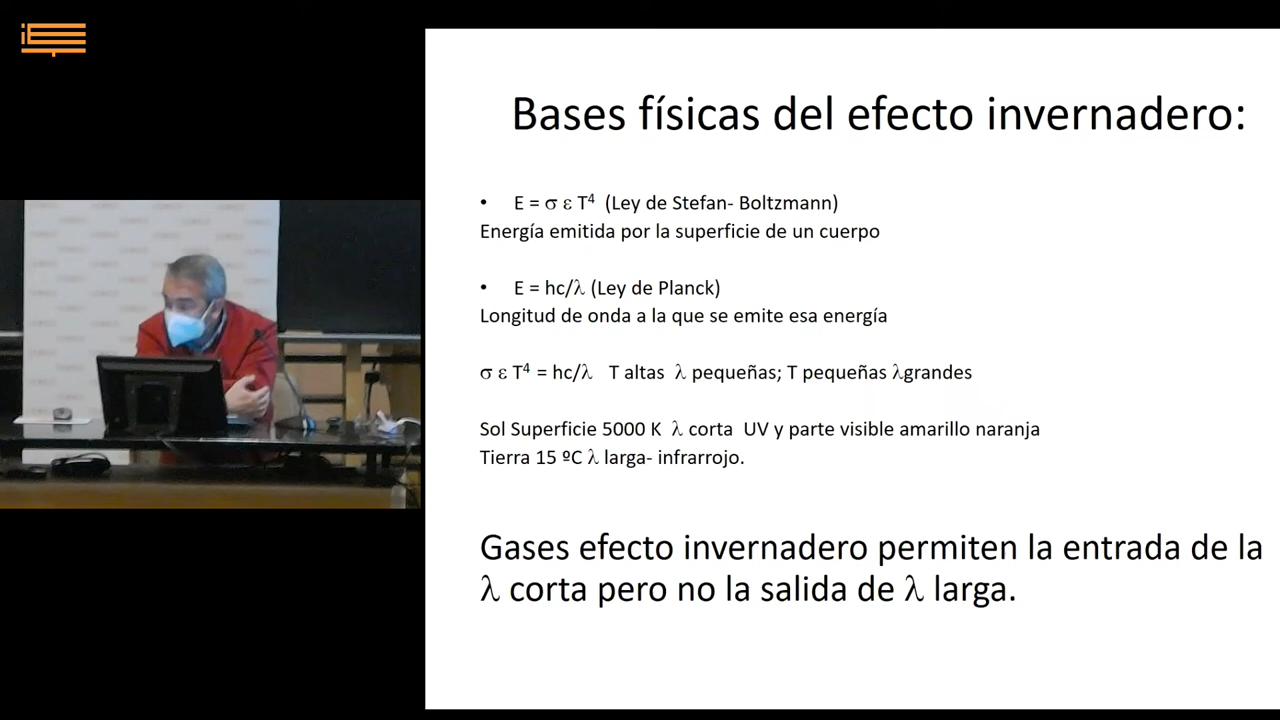 Bases físicas del efecto invernadero:
• E = σ ε T⁴ (Ley de Stefan- Boltzmann)
Energía emitida por la superficie de un cuerpo
• E = hc/λ (Ley de Planck)
Longitud de onda a la que se emite esa energía
σ ε T⁴ = hc/λ T altas λ pequeñas; T pequeñas λgrandes
Sol Superficie 5000 K λ corta UV y parte visible amarillo naranja
Tierra 15 ºC λ larga- infrarrojo.
Gases efecto invernadero permiten la entrada de la
λ corta pero no la salida de λ larga.